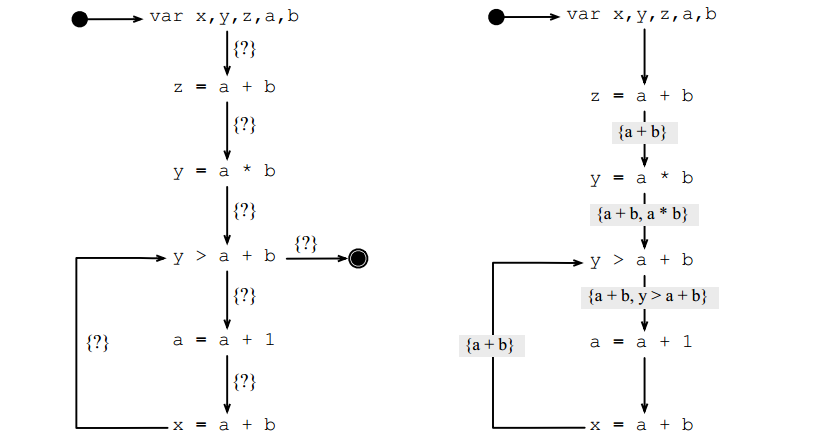 var x,y,z,a,b
{?}
z = a + b
{?}
y = a * b
{?}
y > a + b
{?}
{?}
{?}
a = a + 1
{?}
x = a + b
var x,y,z,a,b
z = a + b
{a + b}
y = a * b
{a + b, a * b}
y > a + b
{a + b, y > a + b}
{a + b}
a = a + 1
x = a + b